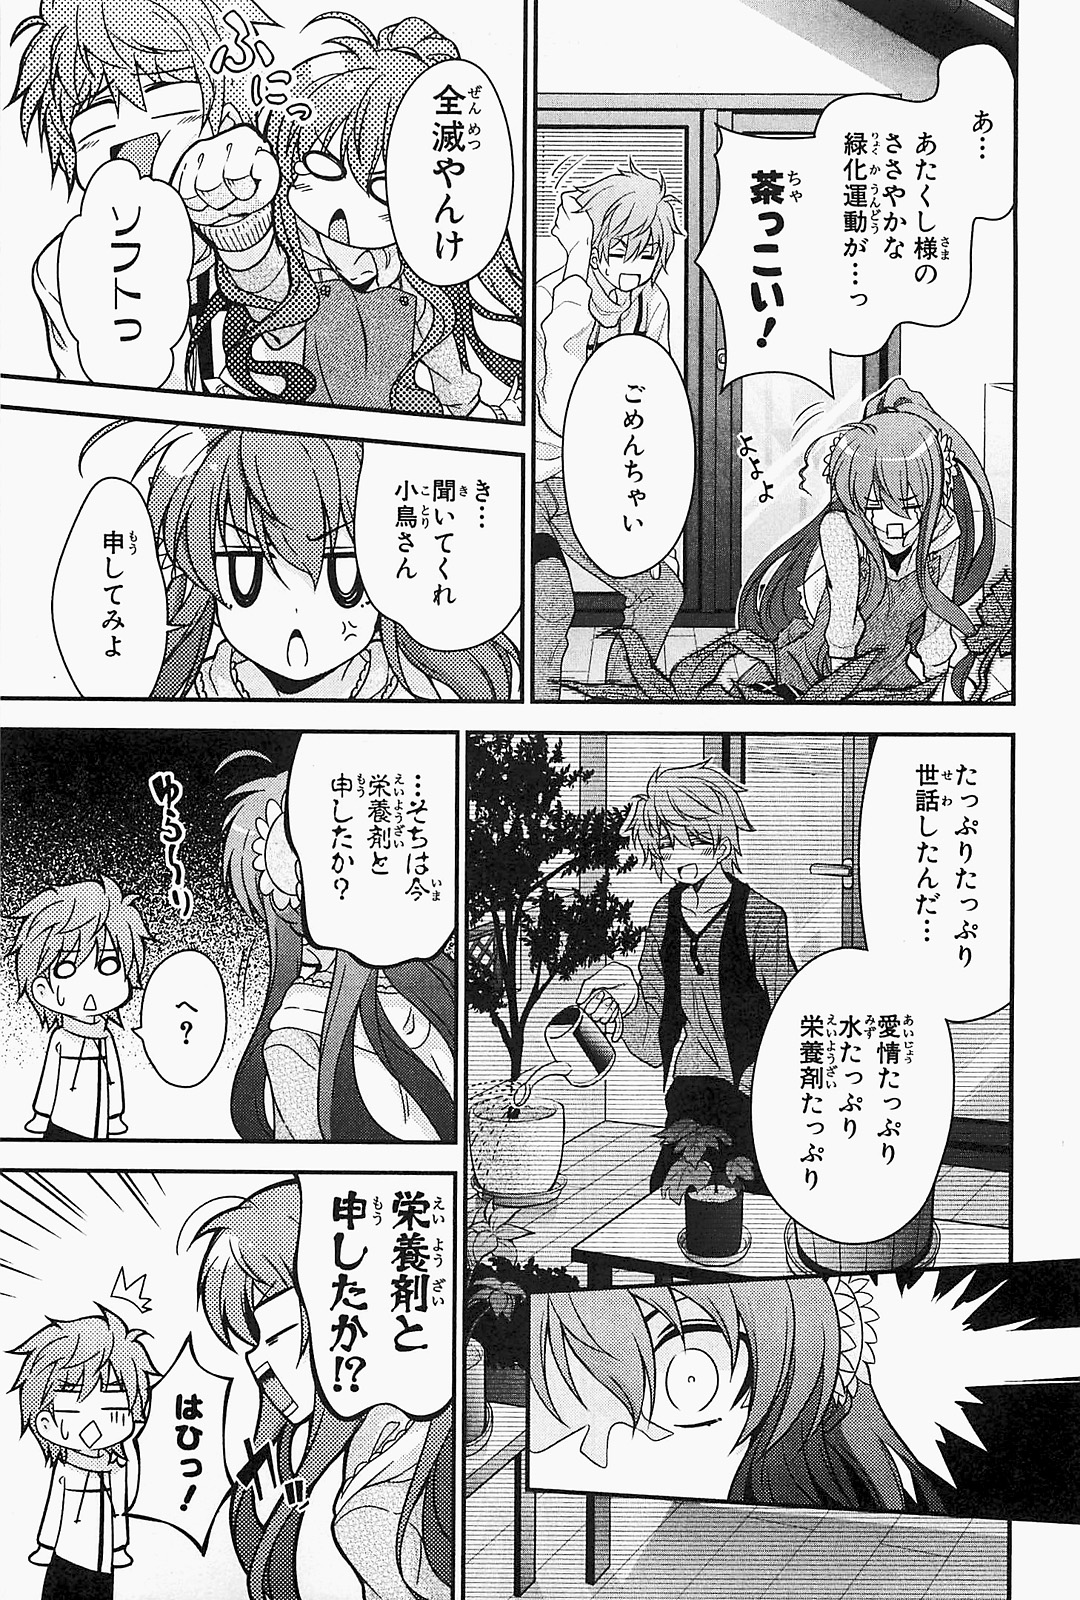 あ…
あたくし様の
ささやかな
緑化運動が…っ
茶っこい!
よよよ
ごめんちゃい
全滅やんけ
ふにっ
ソフトっ
き…
聞いてくれ
小鳥さん
申してみよ
たっぷりたっぷり
世話したんだ…
愛情たっぷり
水たっぷり
栄養剤たっぷり
…そちは今
栄養剤と
申したか?
ゆら～り
へ?
栄養剤と
申したか!?
ガッ!!
はひっ!